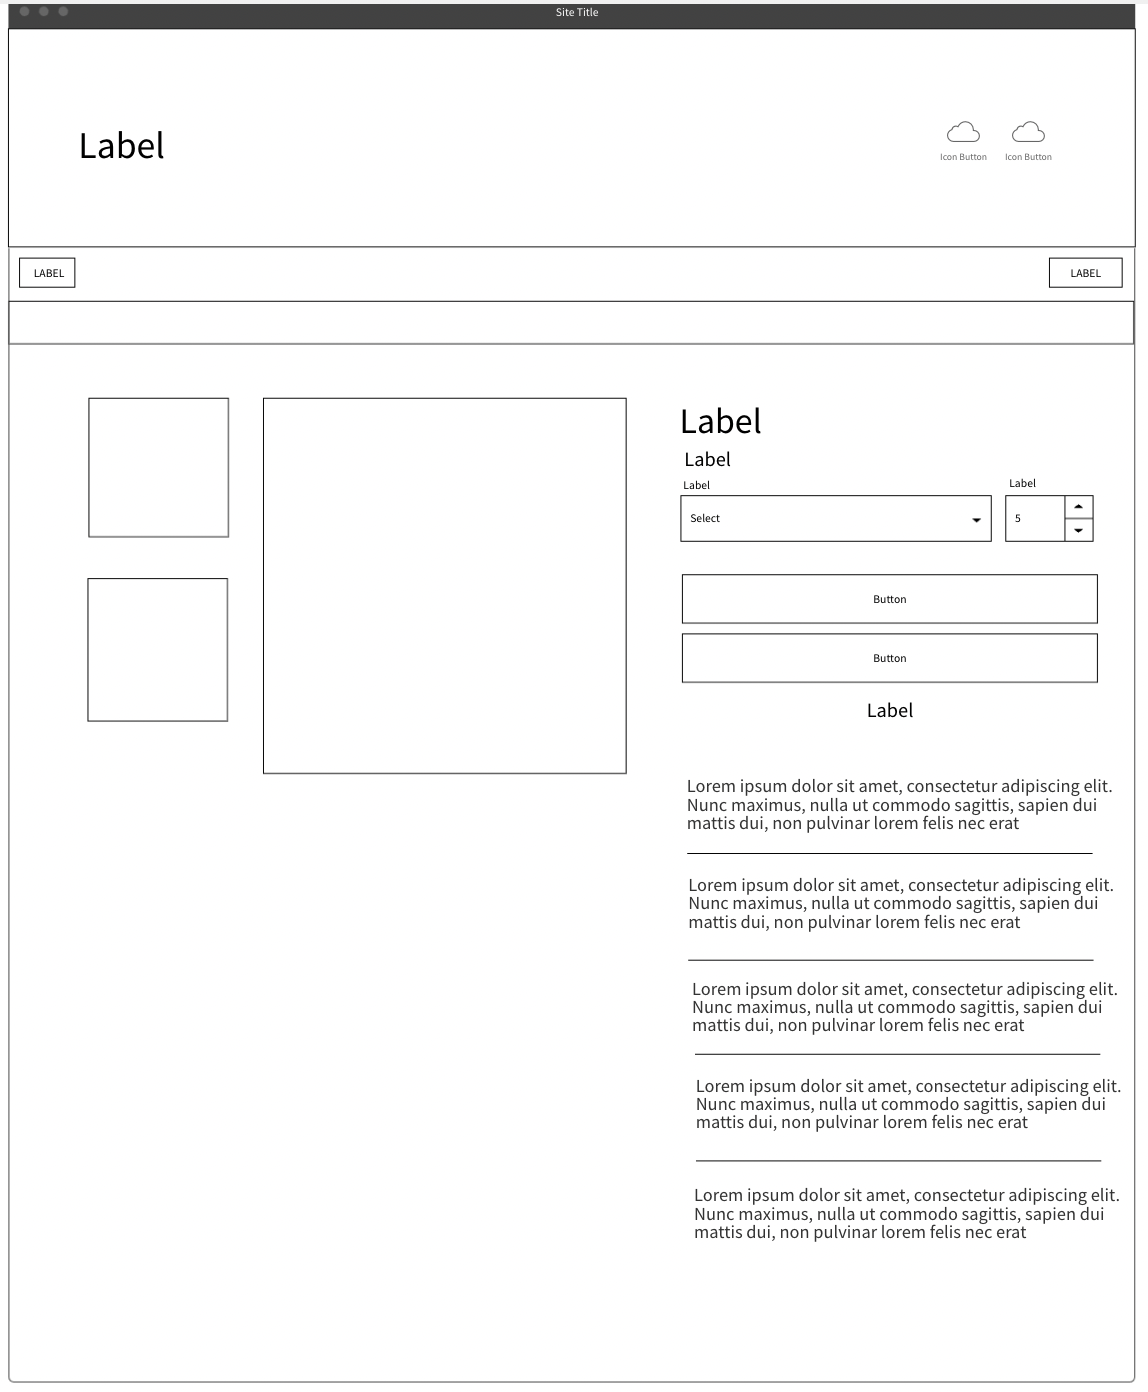 Site Title
Label
Icon Button
Icon Button
LABEL
LABEL
Label
Label
Label
Label
Select
5
Button
Button
Label
Lorem ipsum dolor sit amet, consectetur adipiscing elit.
Nunc maximus, nulla ut commodo sagittis, sapien dui
mattis dui, non pulvinar lorem felis nec erat
Lorem ipsum dolor sit amet, consectetur adipiscing elit.
Nunc maximus, nulla ut commodo sagittis, sapien dui
mattis dui, non pulvinar lorem felis nec erat
Lorem ipsum dolor sit amet, consectetur adipiscing elit.
Nunc maximus, nulla ut commodo sagittis, sapien dui
mattis dui, non pulvinar lorem felis nec erat
Lorem ipsum dolor sit amet, consectetur adipiscing elit.
Nunc maximus, nulla ut commodo sagittis, sapien dui
mattis dui, non pulvinar lorem felis nec erat
Lorem ipsum dolor sit amet, consectetur adipiscing elit.
Nunc maximus, nulla ut commodo sagittis, sapien dui
mattis dui, non pulvinar lorem felis nec erat